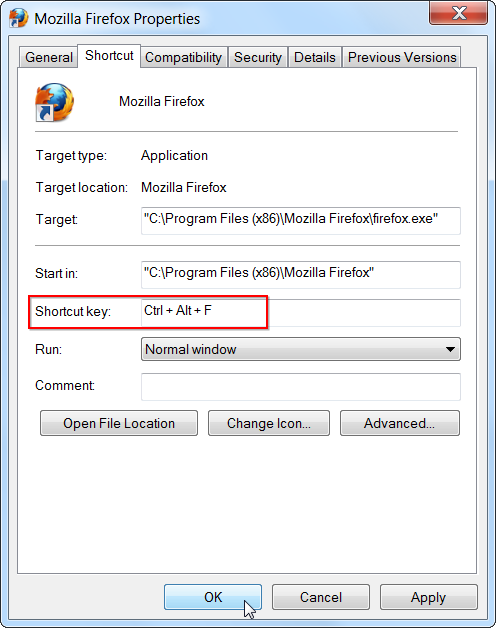 Mozilla Firefox Properties
General Shortcut Compatibility Security Details Previous Versions
Mozilla Firefox
Target type: Application
Target location: Mozilla Firefox
Target: "C:\Program Files (x86)\Mozilla Firefox\firefox.exe"
Start in: "C:\Program Files (x86)\Mozilla Firefox"
Shortcut key: Ctrl + Alt + F
Run: Normal window
Comment:
Open File Location Change Icon... Advanced...
OK Cancel Apply